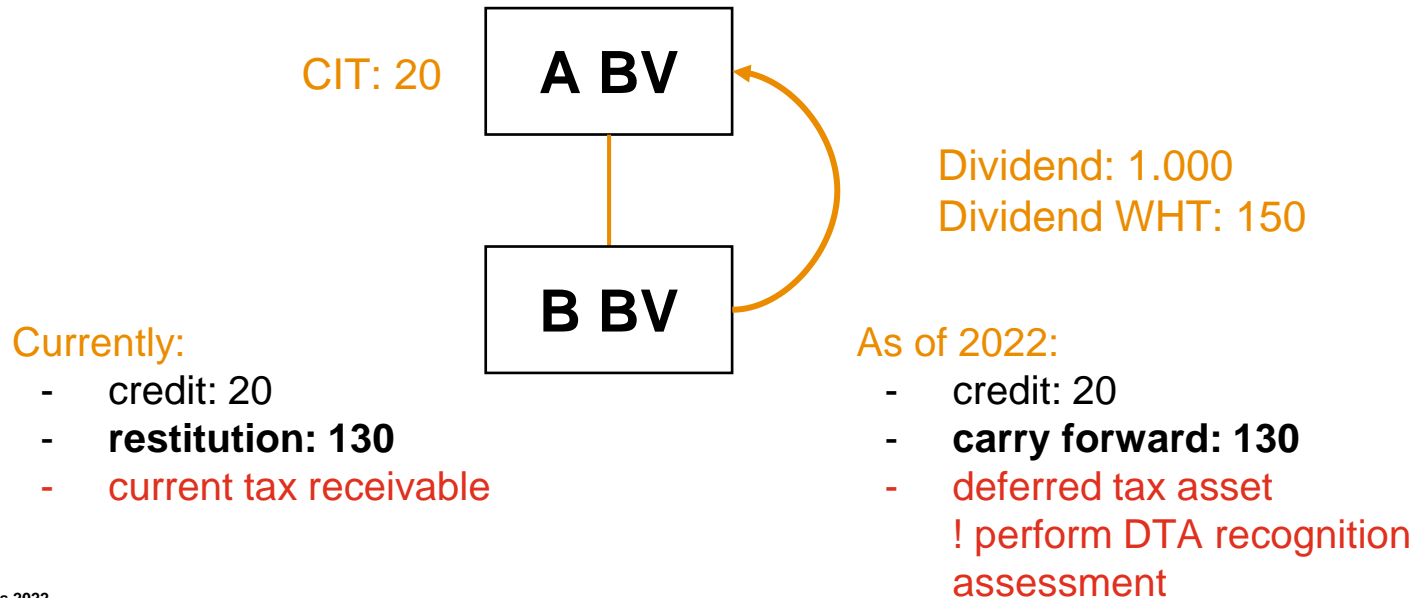 CIT: 20
A BV
Dividend: 1.000
Dividend WHT: 150
B BV
Currently:
- credit: 20
- restitution: 130
- current tax receivable
As of 2022:
- credit: 20
- carry forward: 130
- deferred tax asset
! perform DTA recognition
assessment
2022